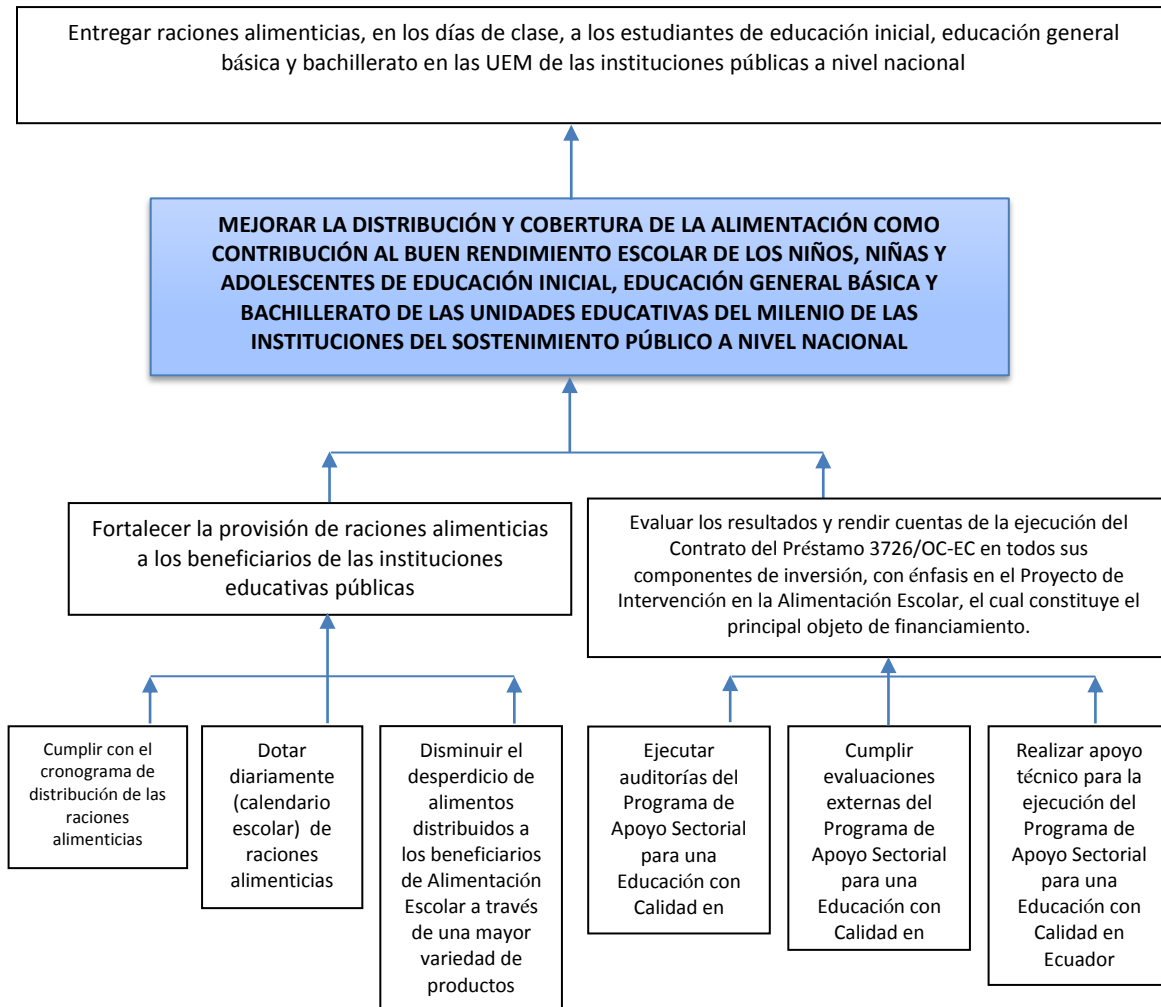 Entregar raciones alimenticias, en los días de clase, a los estudiantes de educación inicial, educación general
básica y bachillerato en las UEM de las instituciones públicas a nivel nacional
MEJORAR LA DISTRIBUCIÓN Y COBERTURA DE LA ALIMENTACIÓN COMO
CONTRIBUCIÓN AL BUEN RENDIMIENTO ESCOLAR DE LOS NIÑOS, NIÑAS Y
ADOLESCENTES DE EDUCACIÓN INICIAL, EDUCACIÓN GENERAL BÁSICA Y
BACHILLERATO DE LAS UNIDADES EDUCATIVAS DEL MILENIO DE LAS
INSTITUCIONES DEL SOSTENIMIENTO PÚBLICO A NIVEL NACIONAL
Fortalecer la provisión de raciones alimenticias
a los beneficiarios de las instituciones
educativas públicas
Evaluar los resultados y rendir cuentas de la ejecución del
Contrato del Préstamo 3726/OC-EC en todos sus
componentes de inversión, con énfasis en el Proyecto de
Intervención en la Alimentación Escolar, el cual constituye el
principal objeto de financiamiento.
Cumplir con el
cronograma de
distribución de las
raciones
alimenticias
Dotar
diariamente
(calendario
escolar) de
raciones
alimenticias
Disminuir el
desperdicio de
alimentos
distribuidos a
los beneficiarios
de Alimentación
Escolar a través
de una mayor
variedad de
productos
Ejecutar
auditorías del
Programa de
Apoyo Sectorial
para una
Educación con
Calidad en
Cumplir
evaluaciones
externas del
Programa de
Apoyo Sectorial
para una
Educación con
Calidad en
Realizar apoyo
técnico para la
ejecución del
Programa de
Apoyo Sectorial
para una
Educación con
Calidad en
Ecuador